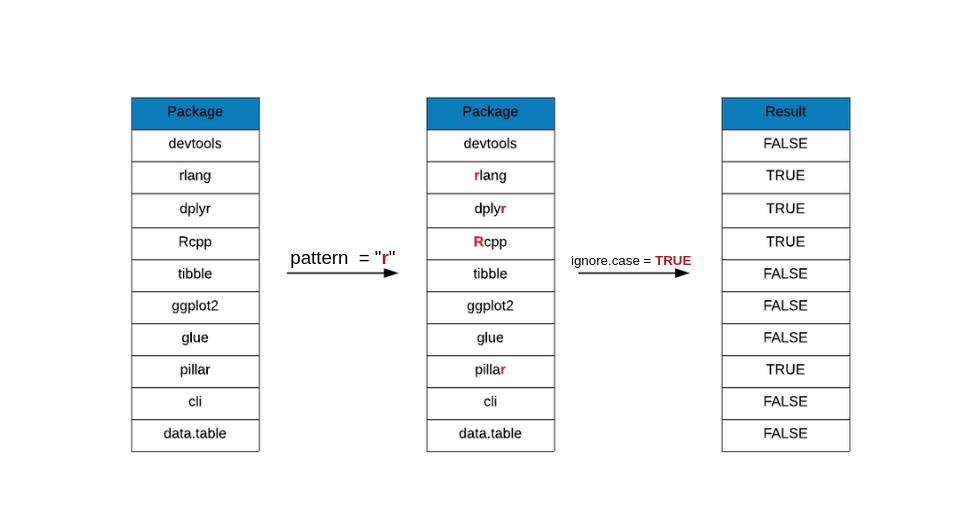 Package
devtools
rlang
dplyr
Rcpp
tibble
ggplot2
glue
pillar
cli
data.table
pattern = "r"
Package
devtools
rlang
dplyr
Rcpp
tibble
ggplot2
glue
pillar
cli
data.table
ignore.case = TRUE
Result
FALSE
TRUE
TRUE
TRUE
FALSE
FALSE
FALSE
TRUE
FALSE
FALSE